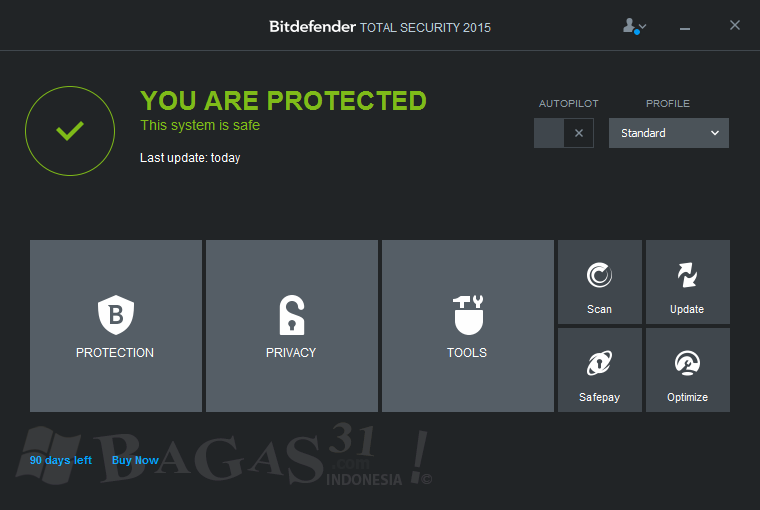 Bitdefender TOTAL SECURITY 2015
YOU ARE PROTECTED
This system is safe
Last update: today
AUTOPILOT
PROFILE
Standard
PROTECTION
PRIVACY
TOOLS
Scan
Update
Safepay
Optimize
90 days left
Buy Now
BAGAS31
.com
INDONESIA
!©